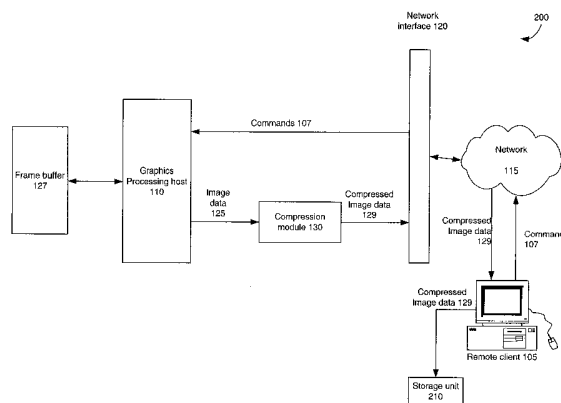 Network
interface 120
200
Commands 107
Frame buffer
127
Graphics
Processing host
110
Image
data
125
Compression
module 130
Compressed
Image data
129
Network
115
Compressed
Image data
129
107
Compressed
Image data 129
Remote client 105
Storage unit
210